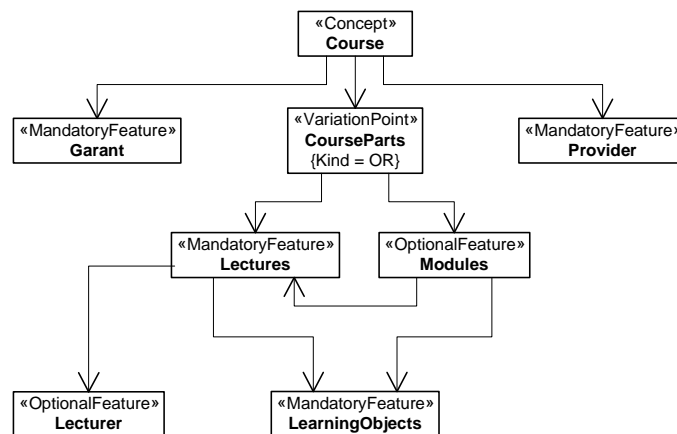 «Concept»
Course
«MandatoryFeature»
Garant
«VariationPoint»
CourseParts
{Kind = OR}
«MandatoryFeature»
Provider
«MandatoryFeature»
Lectures
«OptionalFeature»
Modules
«OptionalFeature»
Lecturer
«MandatoryFeature»
LearningObjects